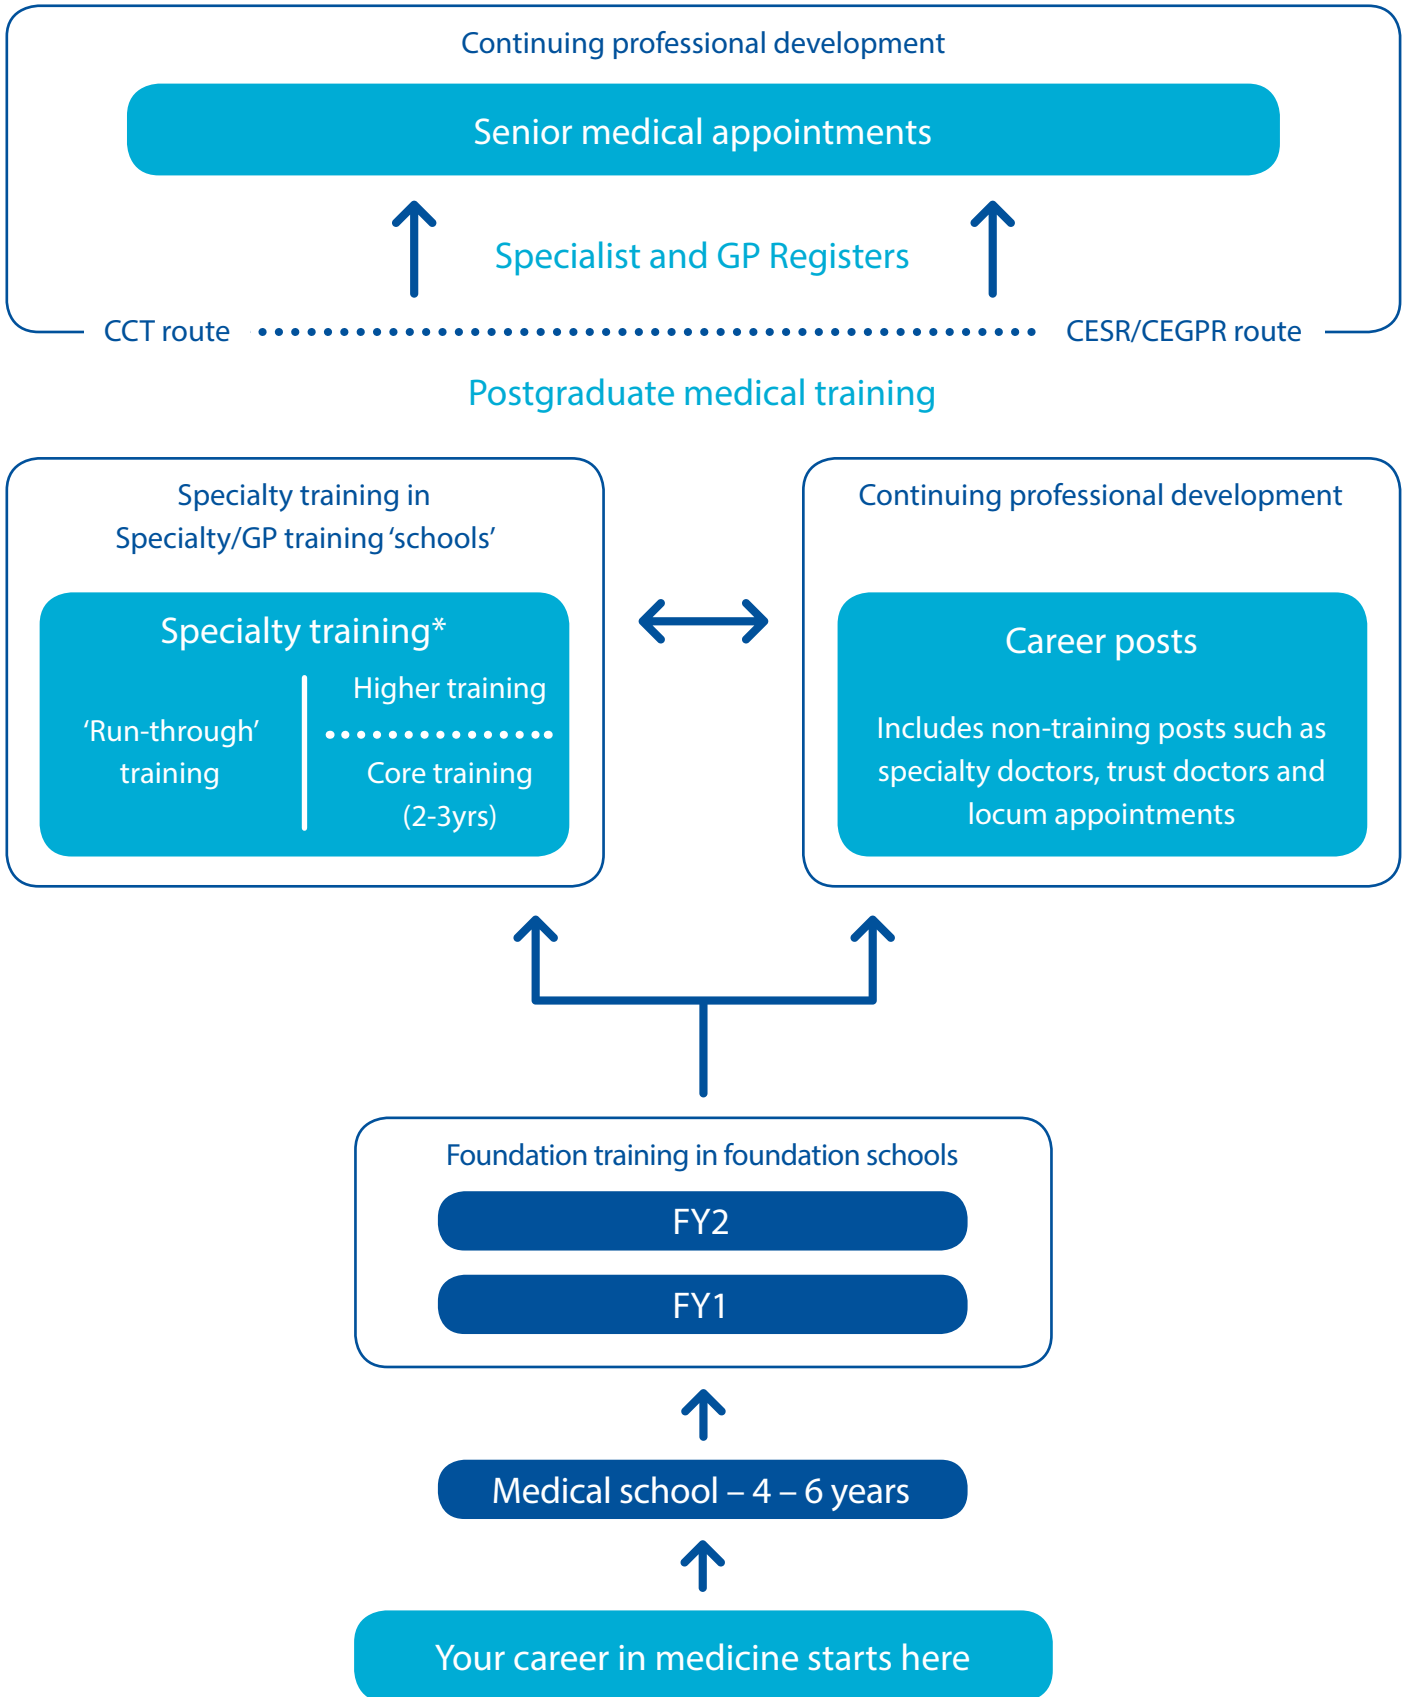 Continuing professional development
Senior medical appointments
Specialist and GP Registers
CCT route
CESR/CEGPR route
Postgraduate medical training
Specialty training in
Specialty/GP training ‘schools’
Specialty training*
‘Run-through’
training
Higher training
Core training
(2-3yrs)
Continuing professional development
Career posts
Includes non-training posts such as
specialty doctors, trust doctors and
locum appointments
Foundation training in foundation schools
FY2
FY1
Medical school – 4 – 6 years
Your career in medicine starts here